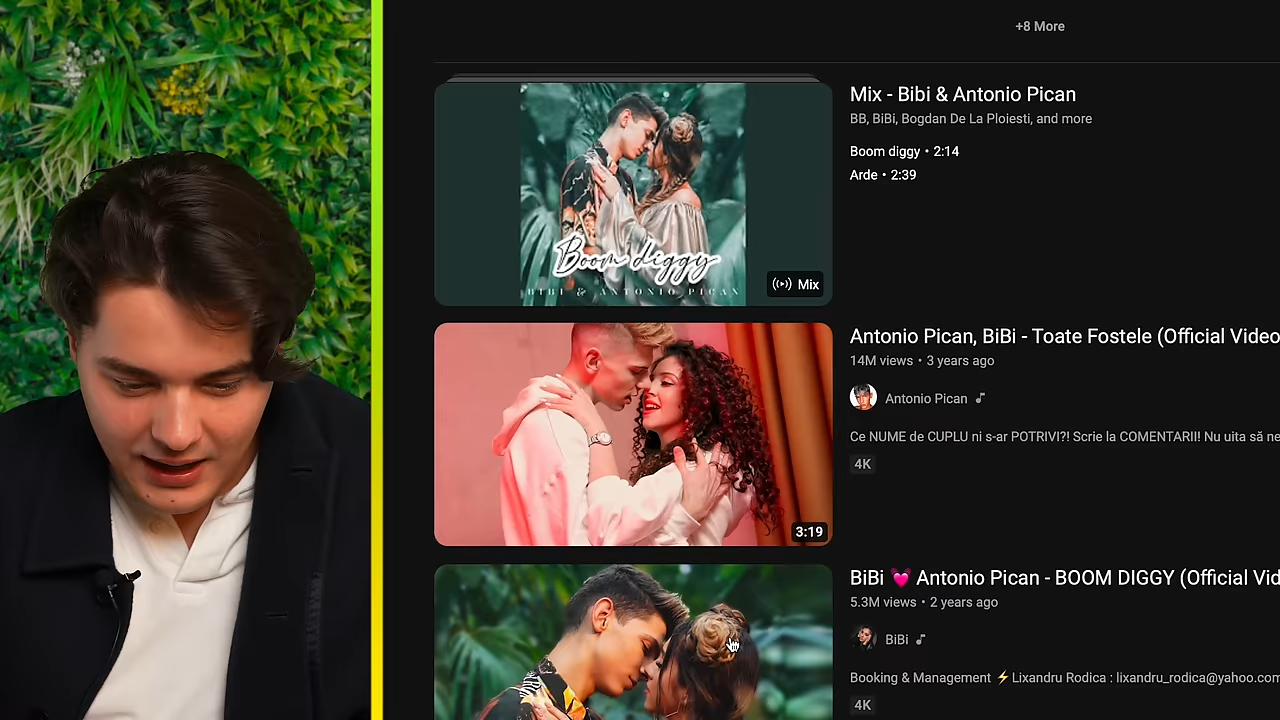 +8 More
Mix - Bibi & Antonio Pican
BB, BiBi, Bogdan De La Ploiesti, and more
Boom diggy • 2:14
Arde • 2:39
Boom diggy
BIBI & ANTONIO PICAN
Mix
Antonio Pican, BiBi - Toate Fostele (Official Video
14M views • 3 years ago
Antonio Pican
Ce NUME de CUPLU ni s-ar POTRIVI?! Scrie la COMENTARII! Nu uita să ne
4K
3:19
BiBi 💓 Antonio Pican - BOOM DIGGY (Official Vid
5.3M views • 2 years ago
BiBi
Booking & Management ⚡ Lixandru Rodica : lixandru_rodica@yahoo.com
4K